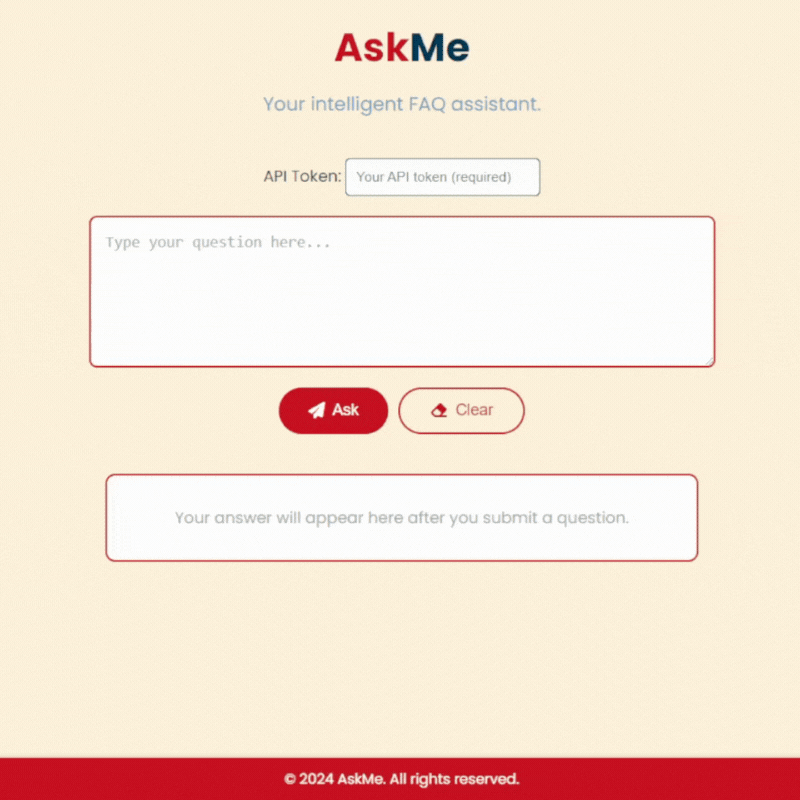 AskMe
Your intelligent FAQ assistant.
API Token: Your API token (required)
Type your question here...
Ask Clear
Your answer will appear here after you submit a question.
© 2024 AskMe. All rights reserved.